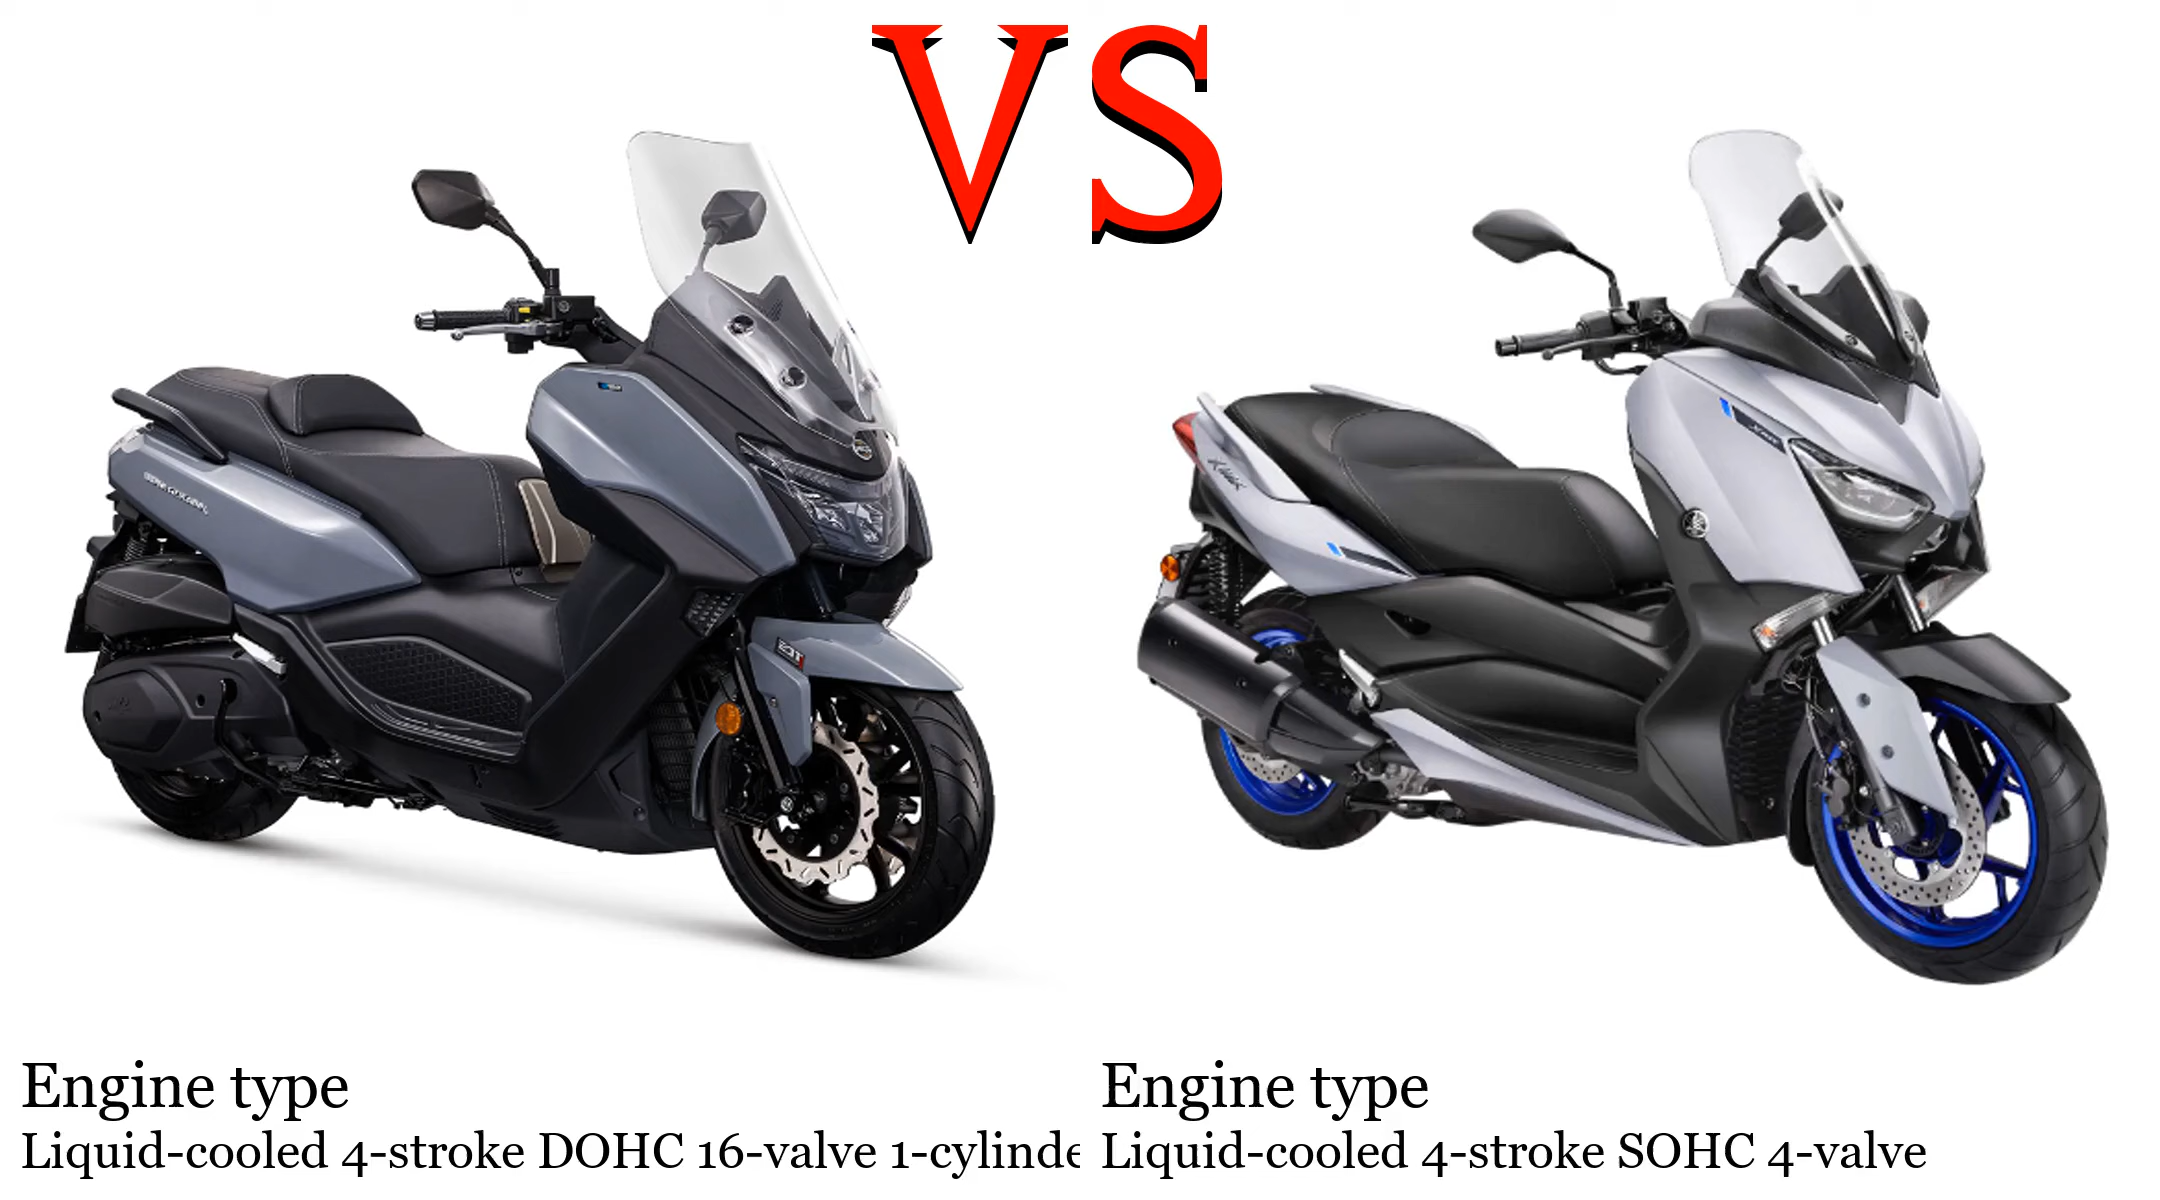 VS
XMAX
Engine type
Liquid-cooled 4-stroke DOHC 16-valve 1-cylinde
Engine type
Liquid-cooled 4-stroke SOHC 4-valve